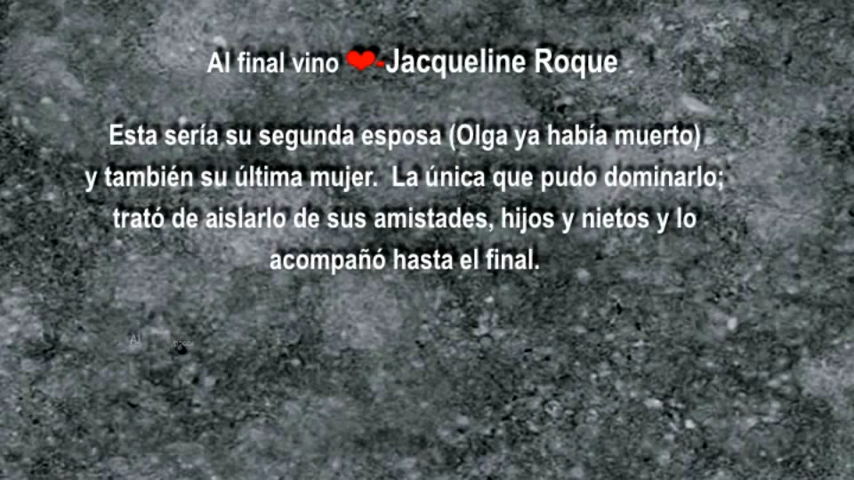 Al final vino ❤-Jacqueline Roque
Esta sería su segunda esposa (Olga ya había muerto)
y también su última mujer. La única que pudo dominarlo;
trató de aislarlo de sus amistades, hijos y nietos y lo
acompañó hasta el final.
Al